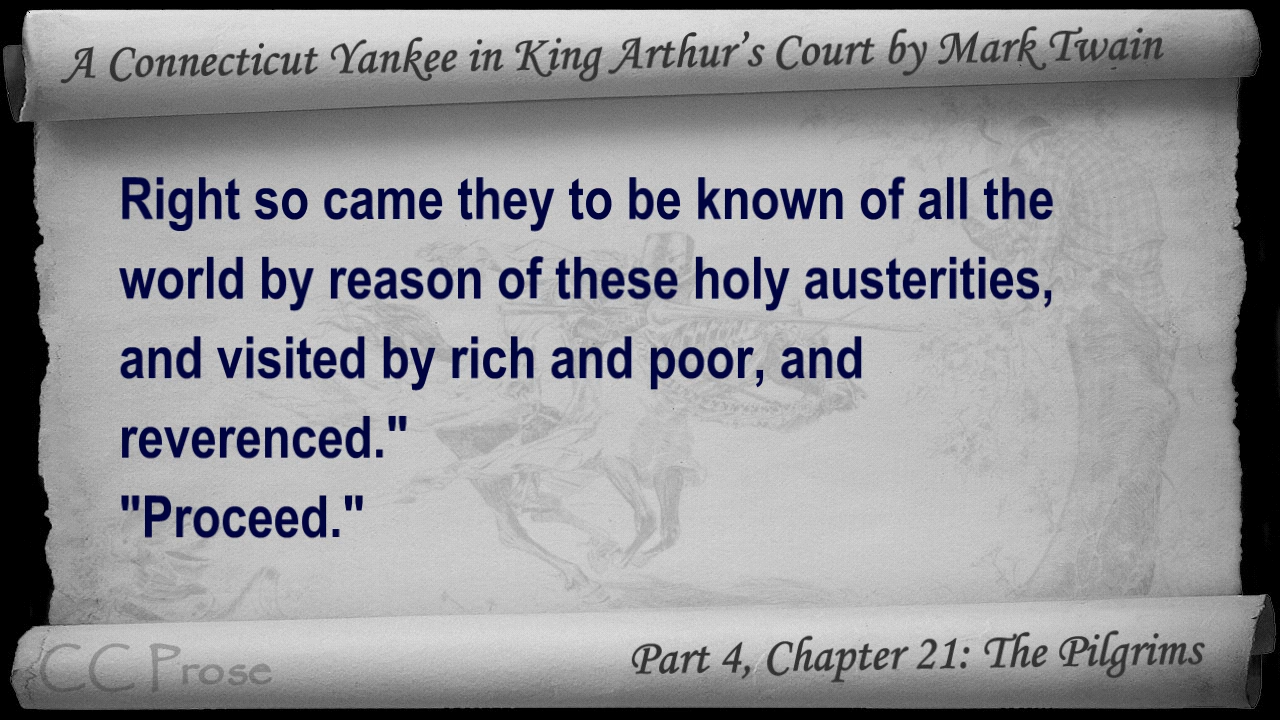 A Connecticut Yankee in King Arthur's Court by Mark Twain
Right so came they to be known of all the
world by reason of these holy austerities,
and visited by rich and poor, and
reverenced."
"Proceed."
CC Prose
Part 4, Chapter 21: The Pilgrims